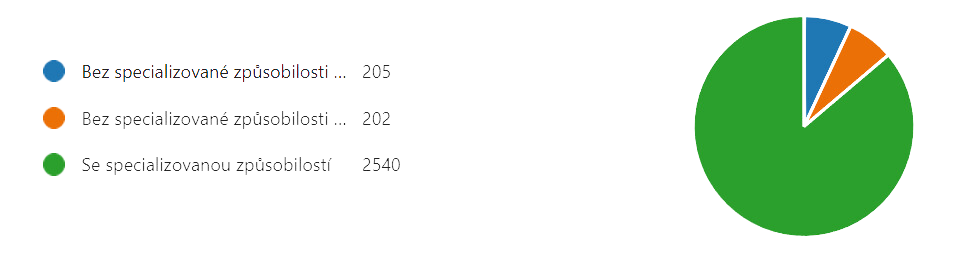 Bez specializované způsobilosti ... 205
Bez specializované způsobilosti ... 202
Se specializovanou způsobilostí 2540